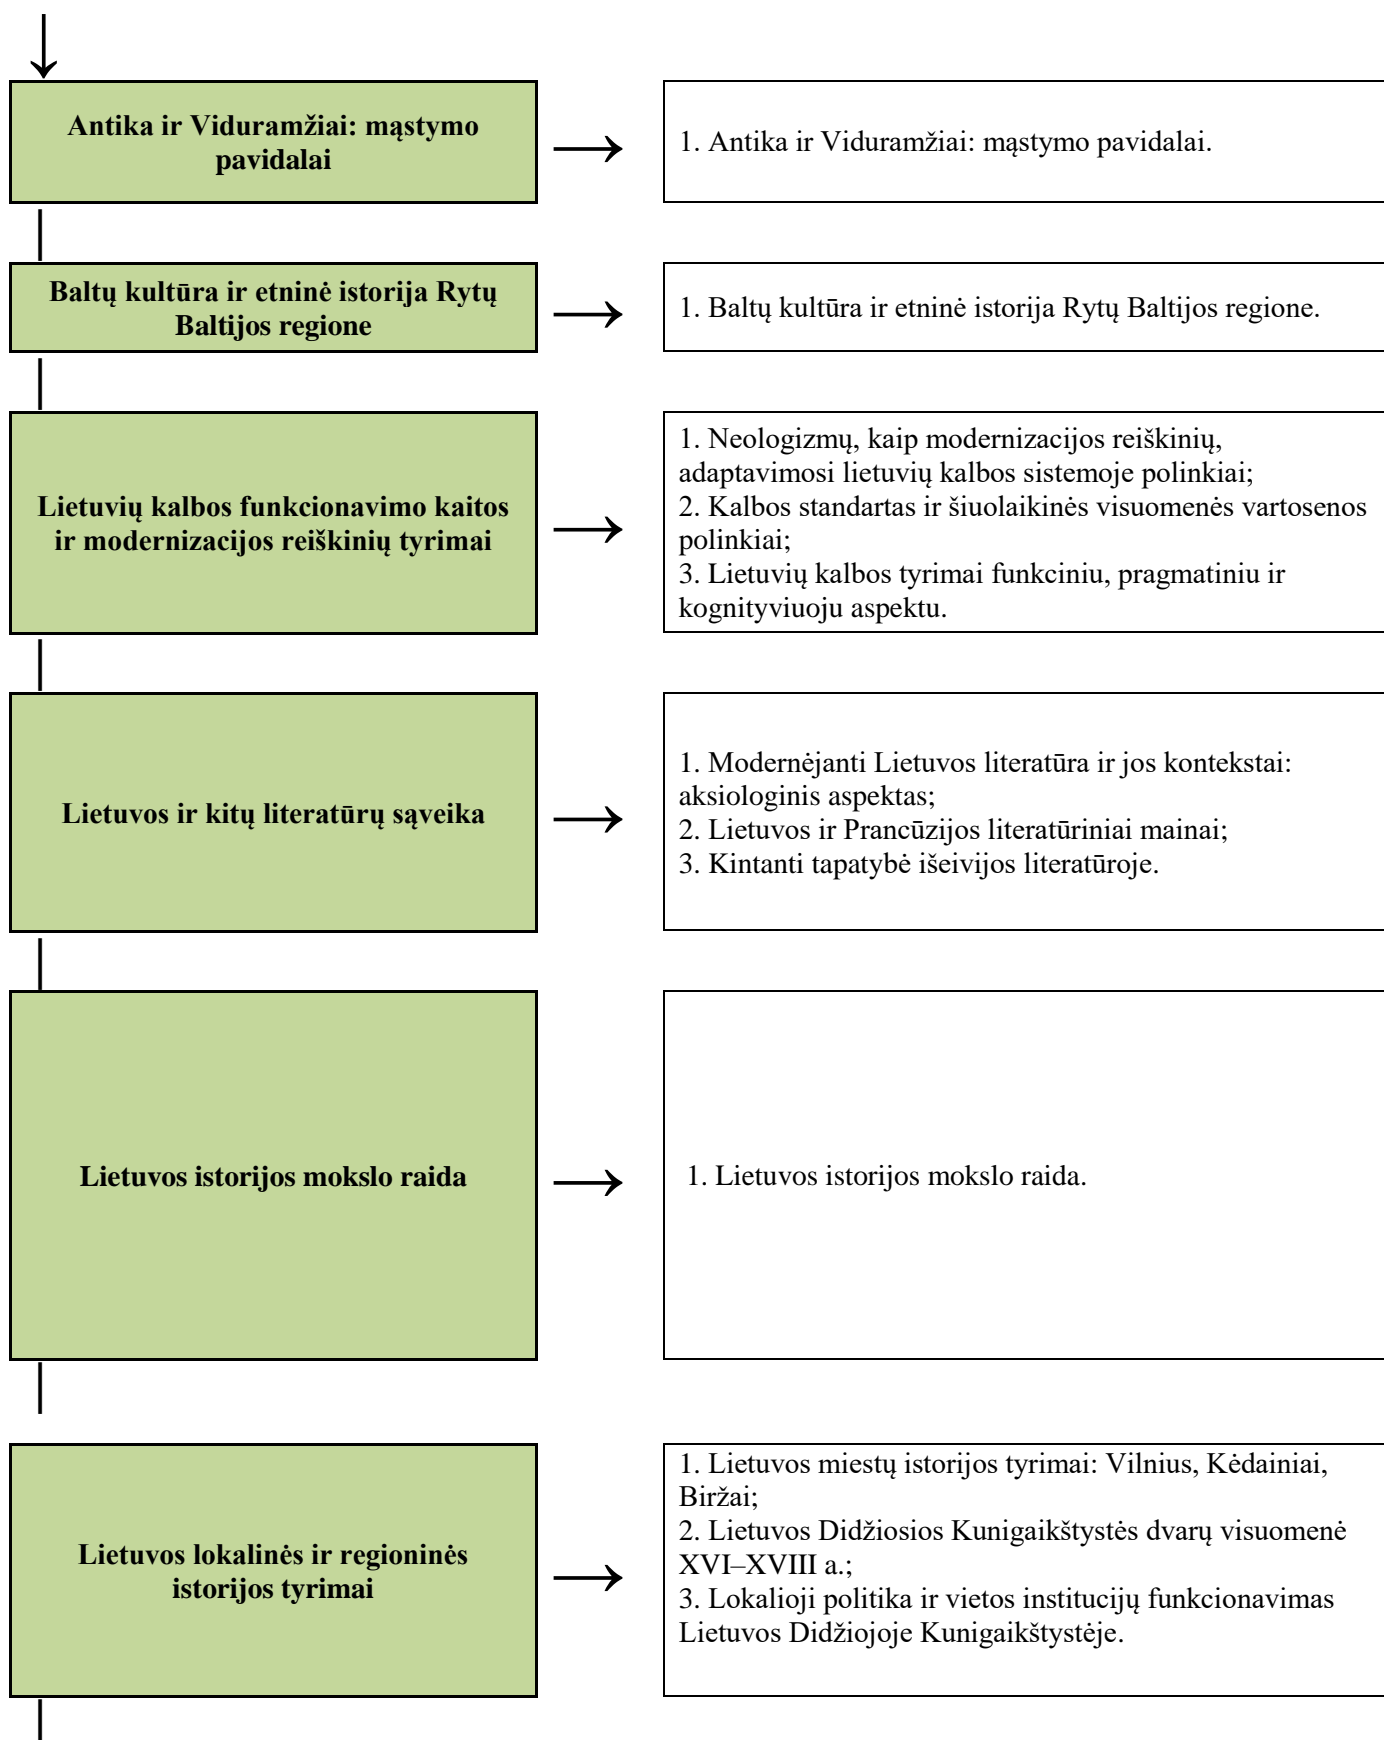 Antika ir Viduramžiai: mąstymo
pavidalai
1. Antika ir Viduramžiai: mąstymo pavidalai.
Baltų kultūra ir etninė istorija Rytų
Baltijos regione
1. Baltų kultūra ir etninė istorija Rytų Baltijos regione.
Lietuvių kalbos funkcionavimo kaitos
ir modernizacijos reiškinių tyrimai
1. Neologizmų, kaip modernizacijos reiškinių,
adaptavimosi lietuvių kalbos sistemoje polinkiai;
2. Kalbos standartas ir šiuolaikinės visuomenės vartosenos
polinkiai;
3. Lietuvių kalbos tyrimai funkciniu, pragmatiniu ir
kognityviuoju aspektu.
Lietuvos ir kitų literatūrų sąveika
1. Modernėjanti Lietuvos literatūra ir jos kontekstai:
aksiologinis aspektas;
2. Lietuvos ir Prancūzijos literatūriniai mainai;
3. Kintanti tapatybė išeivijos literatūroje.
Lietuvos istorijos mokslo raida
1. Lietuvos istorijos mokslo raida.
Lietuvos lokalinės ir regioninės
istorijos tyrimai
1. Lietuvos miestų istorijos tyrimai: Vilnius, Kėdainiai,
Biržai;
2. Lietuvos Didžiosios Kunigaikštystės dvarų visuomenė
XVI–XVIII a.;
3. Lokalioji politika ir vietos institucijų funkcionavimas
Lietuvos Didžiojoje Kunigaikštystėje.